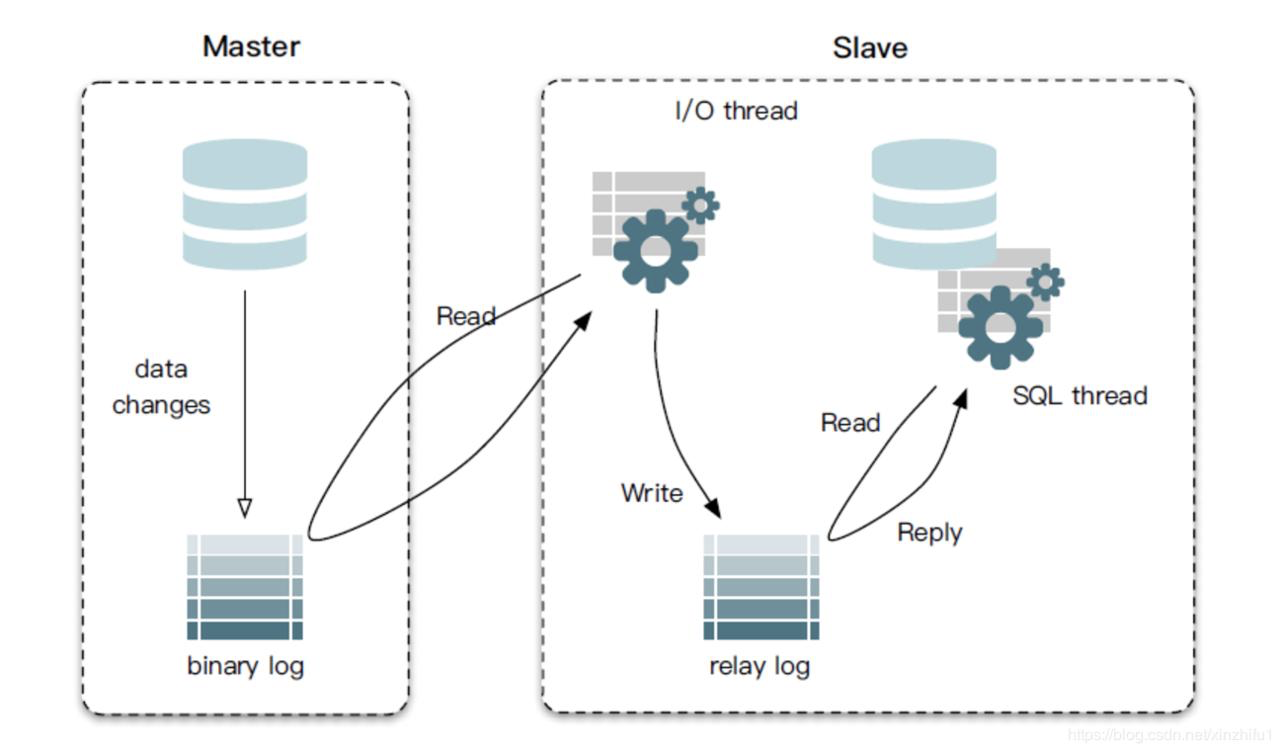 Master
Slave
I/O thread
Read
data
changes
SQL thread
Read
Write
Reply
binary log
relay log
https://blog.csdn.net/xinzhifu1